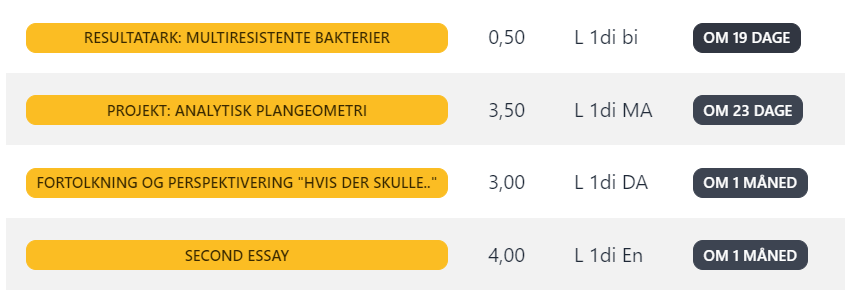 RESULTATARK: MULTIRESISTENTE BAKTERIER 0,50 L 1di bi OM 19 DAGE
PROJEKT: ANALYTISK PLANGEOMETRI 3,50 L 1di MA OM 23 DAGE
FORTOLKNING OG PERSPEKTIVERING "HVIS DER SKULLE.." 3,00 L 1di DA OM 1 MÅNED
SECOND ESSAY 4,00 L 1di En OM 1 MÅNED